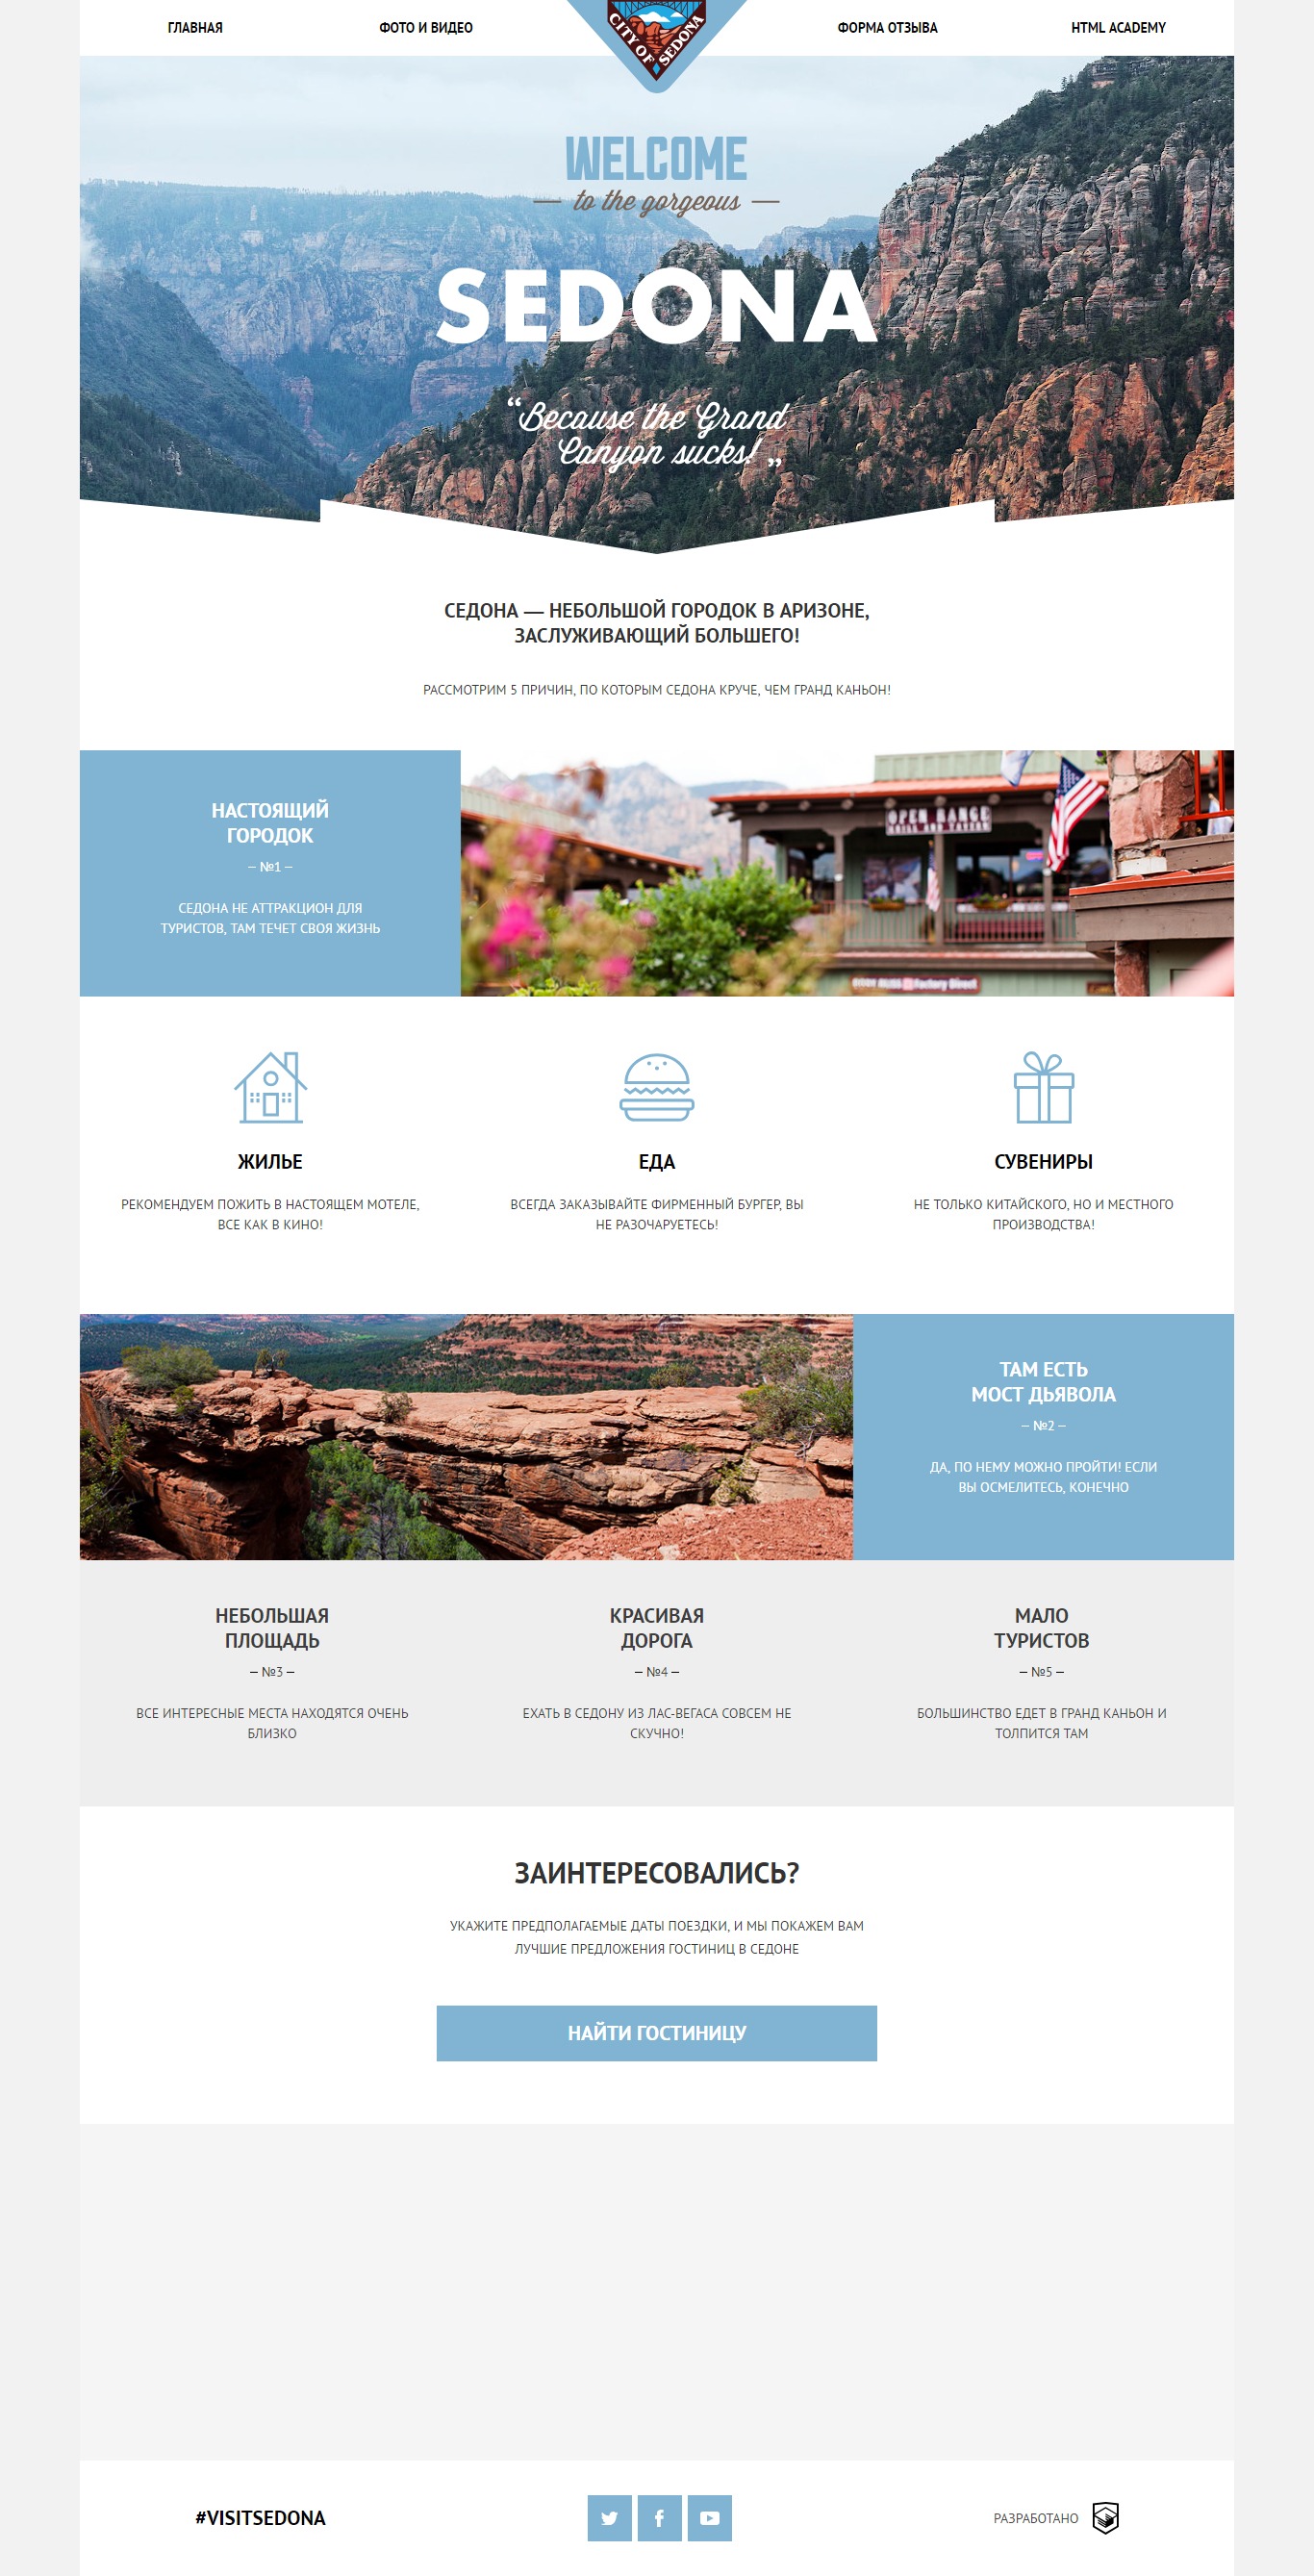 ГЛАВНАЯ
ФОТО И ВИДЕО
CITY OF SEDONA
ФОРМА ОТЗЫВА
HTML ACADEMY
WELCOME
— to the gorgeous —
SEDONA
“Because the Grand
Canyon sucks! „
СЕДОНА — НЕБОЛЬШОЙ ГОРОДОК В АРИЗОНЕ,
ЗАСЛУЖИВАЮЩИЙ БОЛЬШЕГО!
РАССМОТРИМ 5 ПРИЧИН, ПО КОТОРЫМ СЕДОНА КРУЧЕ, ЧЕМ ГРАНД КАНЬОН!
НАСТОЯЩИЙ
ГОРОДОК
– №1 –
СЕДОНА НЕ АТТРАКЦИОН ДЛЯ
ТУРИСТОВ, ТАМ ТЕЧЕТ СВОЯ ЖИЗНЬ
OPEN RANGE
GRILL AND TAVERN
Factory Direct
ЖИЛЬЕ
РЕКОМЕНДУЕМ ПОЖИТЬ В НАСТОЯЩЕМ МОТЕЛЕ,
ВСЕ КАК В КИНО!
ЕДА
ВСЕГДА ЗАКАЗЫВАЙТЕ ФИРМЕННЫЙ БУРГЕР, ВЫ
НЕ РАЗОЧАРУЕТЕСЬ!
СУВЕНИРЫ
НЕ ТОЛЬКО КИТАЙСКОГО, НО И МЕСТНОГО
ПРОИЗВОДСТВА!
ТАМ ЕСТЬ
МОСТ ДЬЯВОЛА
– №2 –
ДА, ПО НЕМУ МОЖНО ПРОЙТИ! ЕСЛИ
ВЫ ОСМЕЛИТЕСЬ, КОНЕЧНО
НЕБОЛЬШАЯ
ПЛОЩАДЬ
– №3 –
ВСЕ ИНТЕРЕСНЫЕ МЕСТА НАХОДЯТСЯ ОЧЕНЬ
БЛИЗКО
КРАСИВАЯ
ДОРОГА
– №4 –
ЕХАТЬ В СЕДОНУ ИЗ ЛАС-ВЕГАСА СОВСЕМ НЕ
СКУЧНО!
МАЛО
ТУРИСТОВ
– №5 –
БОЛЬШИНСТВО ЕДЕТ В ГРАНД КАНЬОН И
ТОЛПИТСЯ ТАМ
ЗАИНТЕРЕСОВАЛИСЬ?
УКАЖИТЕ ПРЕДПОЛАГАЕМЫЕ ДАТЫ ПОЕЗДКИ, И МЫ ПОКАЖЕМ ВАМ
ЛУЧШИЕ ПРЕДЛОЖЕНИЯ ГОСТИНИЦ В СЕДОНЕ
НАЙТИ ГОСТИНИЦУ
#VISITSEDONA
РАЗРАБОТАНО